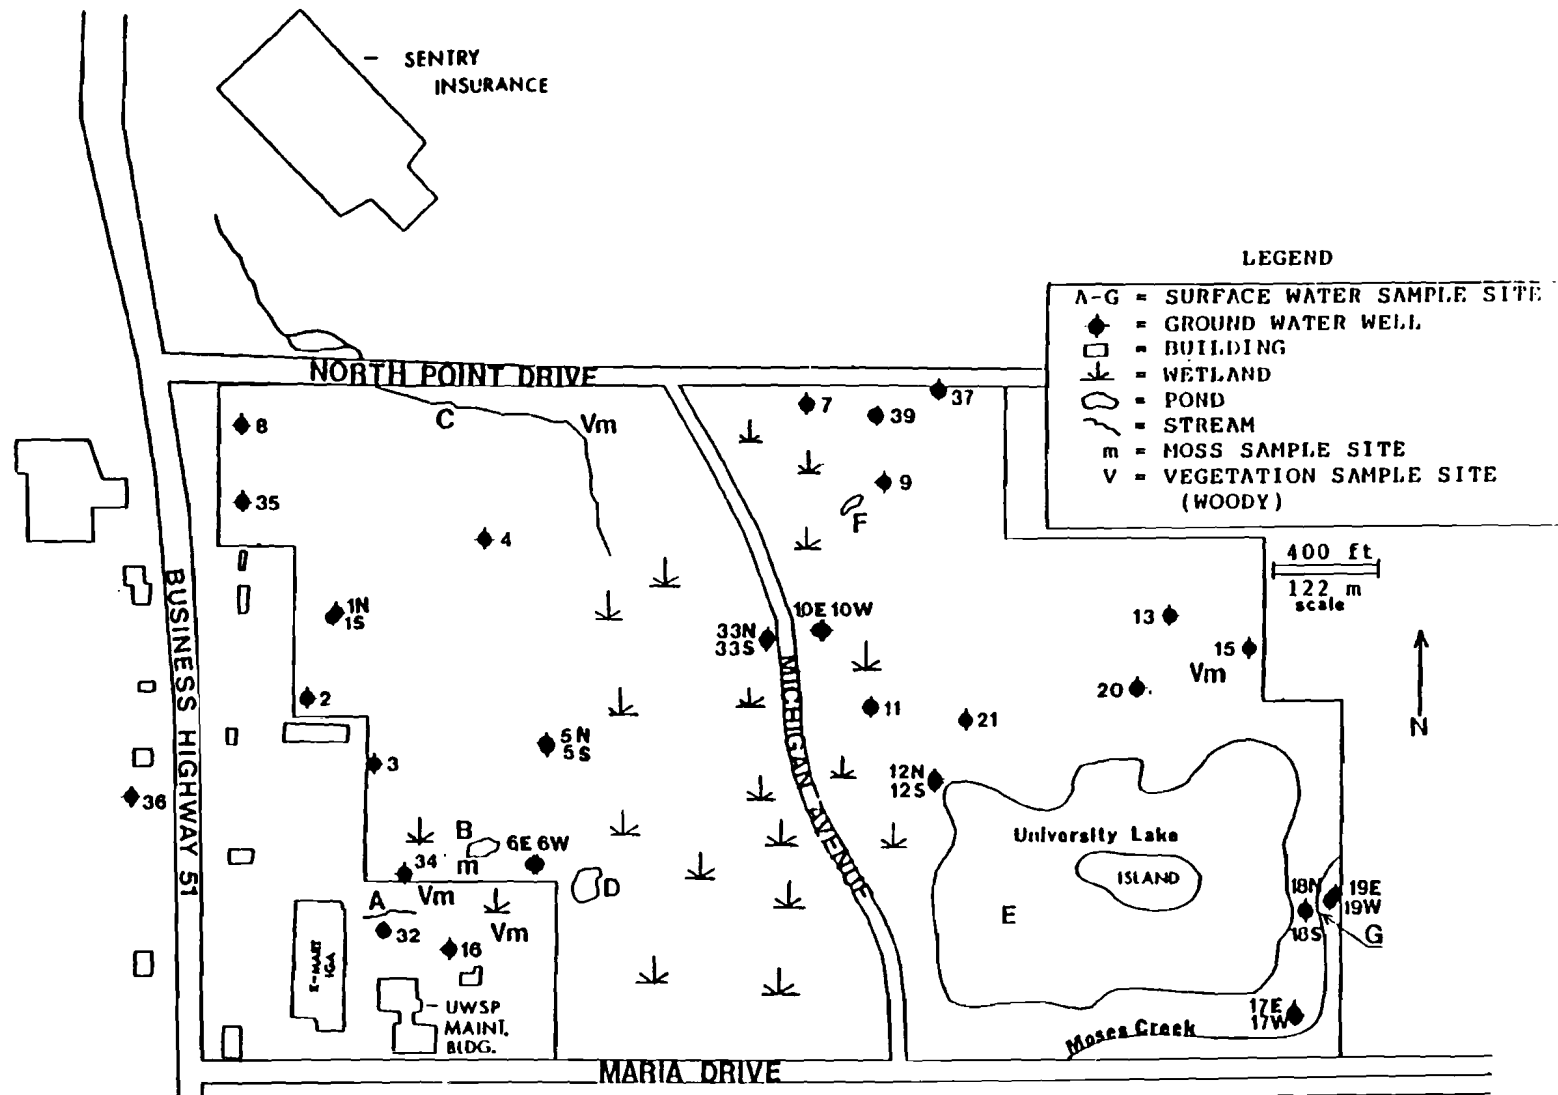 SENTRY
INSURANCE
LEGEND
A-G = SURFACE WATER SAMPLE SITE
= GROUND WATER WELL
= BUILDING
= WETLAND
= POND
= STREAM
m = MOSS SAMPLE SITE
V = VEGETATION SAMPLE SITE
(WOODY)
NORTH POINT DRIVE
C
Vm
8
35
4
7
39
37
9
F
400 ft
122 m
scale
N
1N
1S
2
3
36
33N
33S
10E 10W
11
21
13
15
Vm
20
5N
5S
12N
12S
B
m
6E 6W
34
Vm
A
32
16
Vm
D
BUSINESS HIGHWAY 51
MICHIGAN AVENUE
University Lake
ISLAND
E
18N
18S
19E
19W
G
17E
17W
Moses Creek
K-MART
IGA
UWSP
MAINT.
BLDG.
MARIA DRIVE